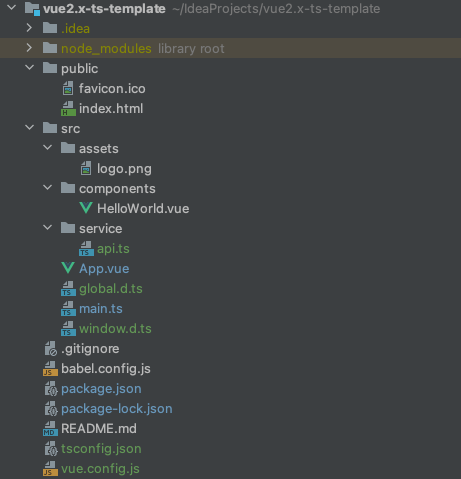 vue2.x-ts-template ~/IdeaProjects/vue2.x-ts-template
.idea
node_modules library root
public
favicon.ico
index.html
src
assets
logo.png
components
HelloWorld.vue
service
api.ts
App.vue
global.d.ts
main.ts
window.d.ts
.gitignore
babel.config.js
package.json
package-lock.json
README.md
tsconfig.json
vue.config.js